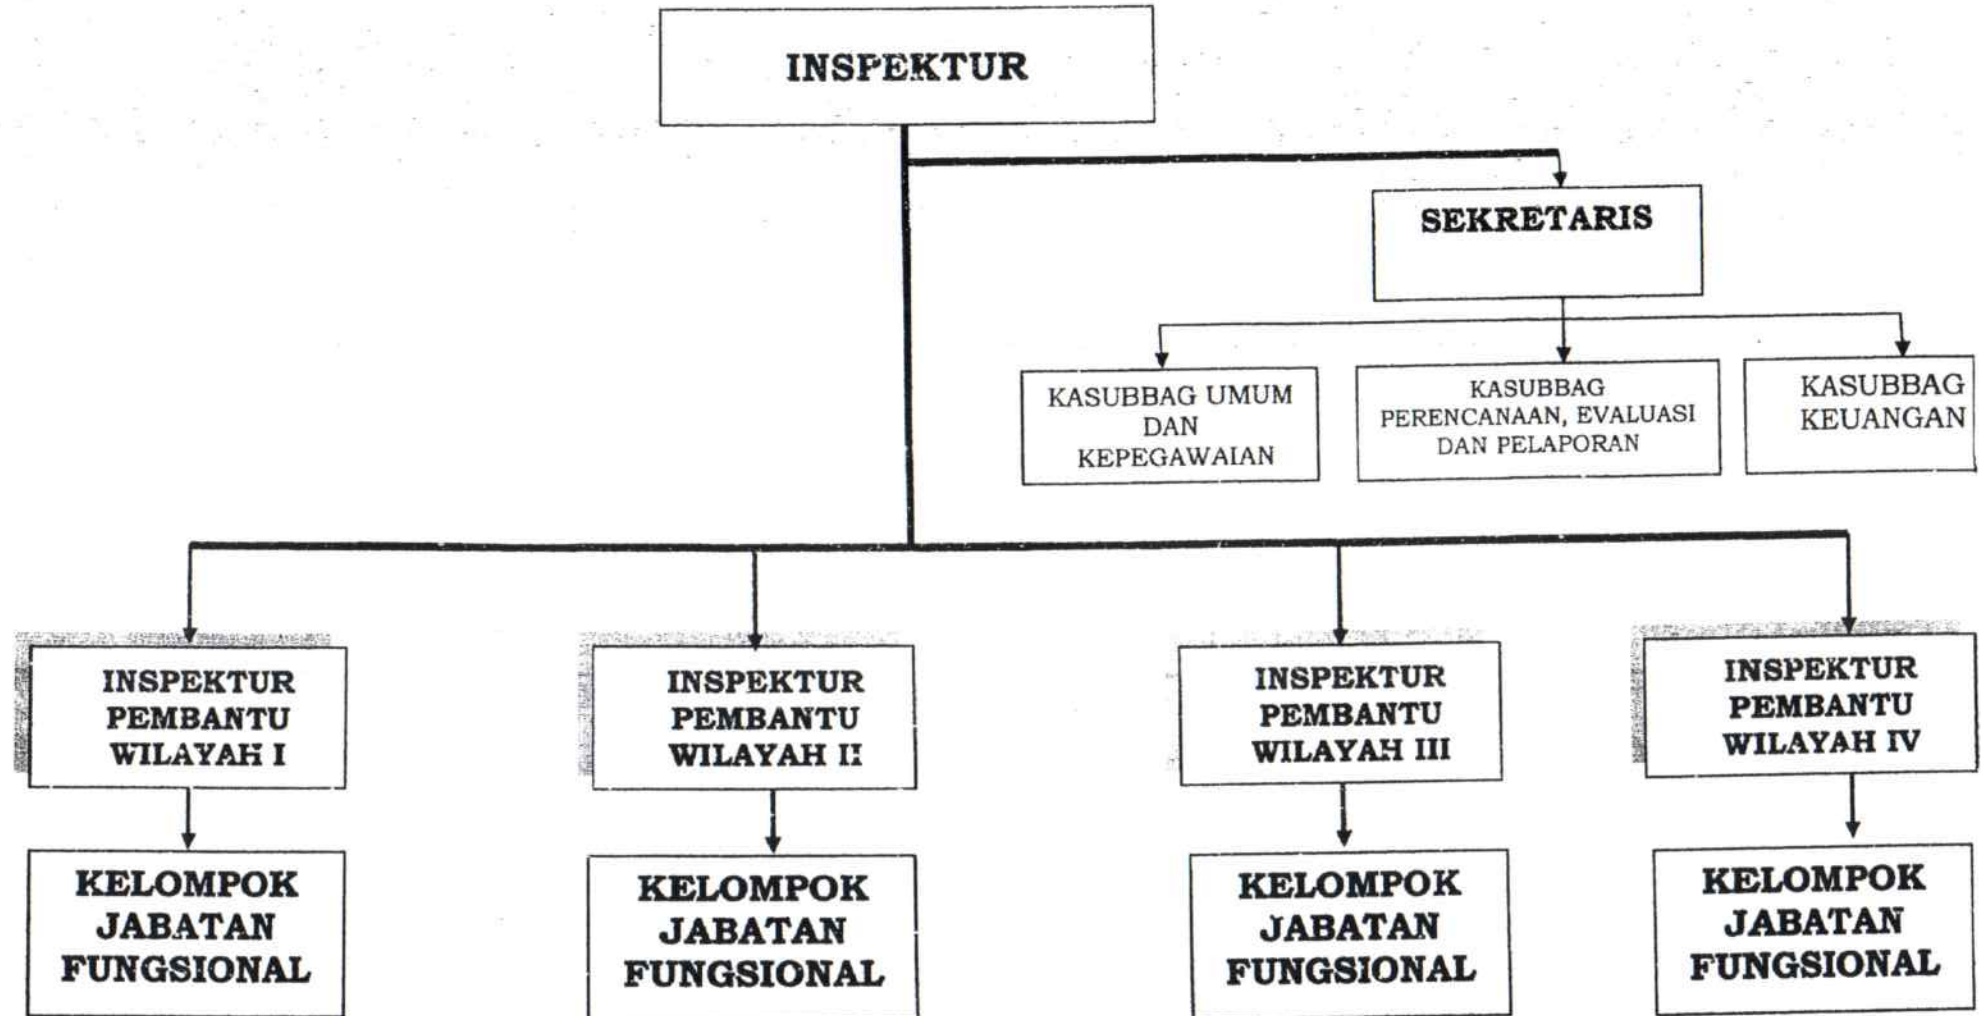 INSPEKTUR
SEKRETARIS
KASUBBAG UMUM
DAN
KEPEGAWAIAN
KASUBBAG
PERENCANAAN, EVALUASI
DAN PELAPORAN
KASUBBAG
KEUANGAN
INSPEKTUR
PEMBANTU
WILAYAH I
INSPEKTUR
PEMBANTU
WILAYAH II
INSPEKTUR
PEMBANTU
WILAYAH III
INSPEKTUR
PEMBANTU
WILAYAH IV
KELOMPOK
JABATAN
FUNGSIONAL
KELOMPOK
JABATAN
FUNGSIONAL
KELOMPOK
JABATAN
FUNGSIONAL
KELOMPOK
JABATAN
FUNGSIONAL